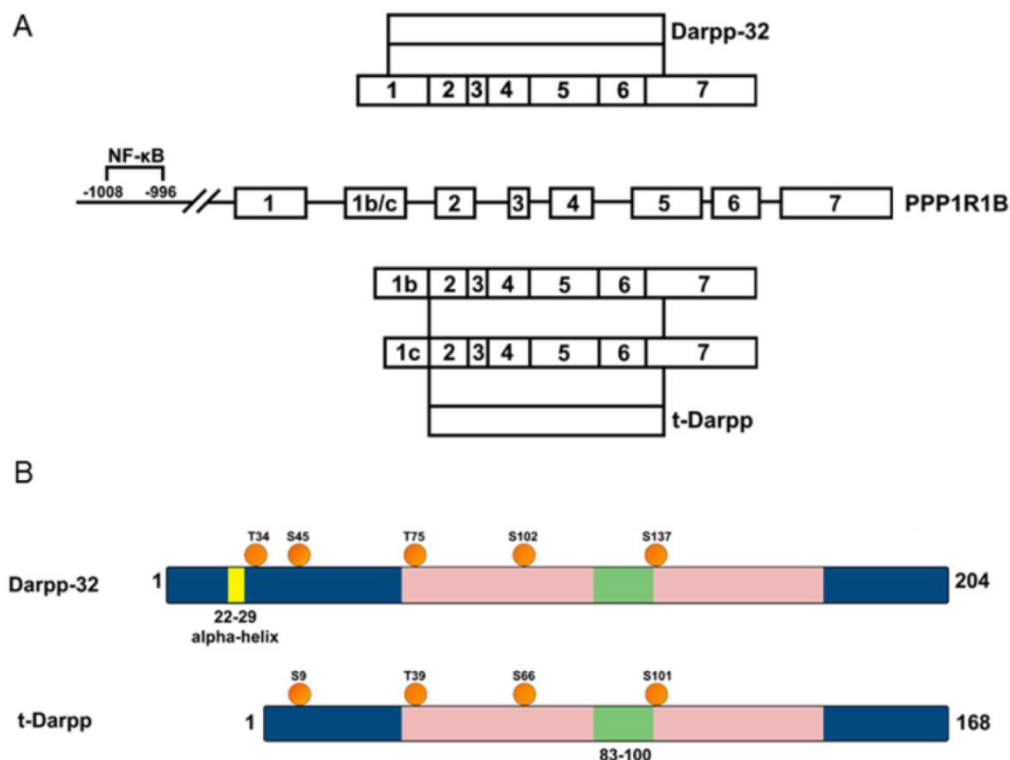 A
Darpp-32
1 2 3 4 5 6 7
NF-κB
-1008 -996
1 1b/c 2 3 4 5 6 7 PPP1R1B
1b 2 3 4 5 6 7
1c 2 3 4 5 6 7
t-Darpp
B
T34 S45 T75 S102 S137
Darpp-32 1 204
22-29
alpha-helix
S9 T39 S66 S101
t-Darpp 1 168
83-100